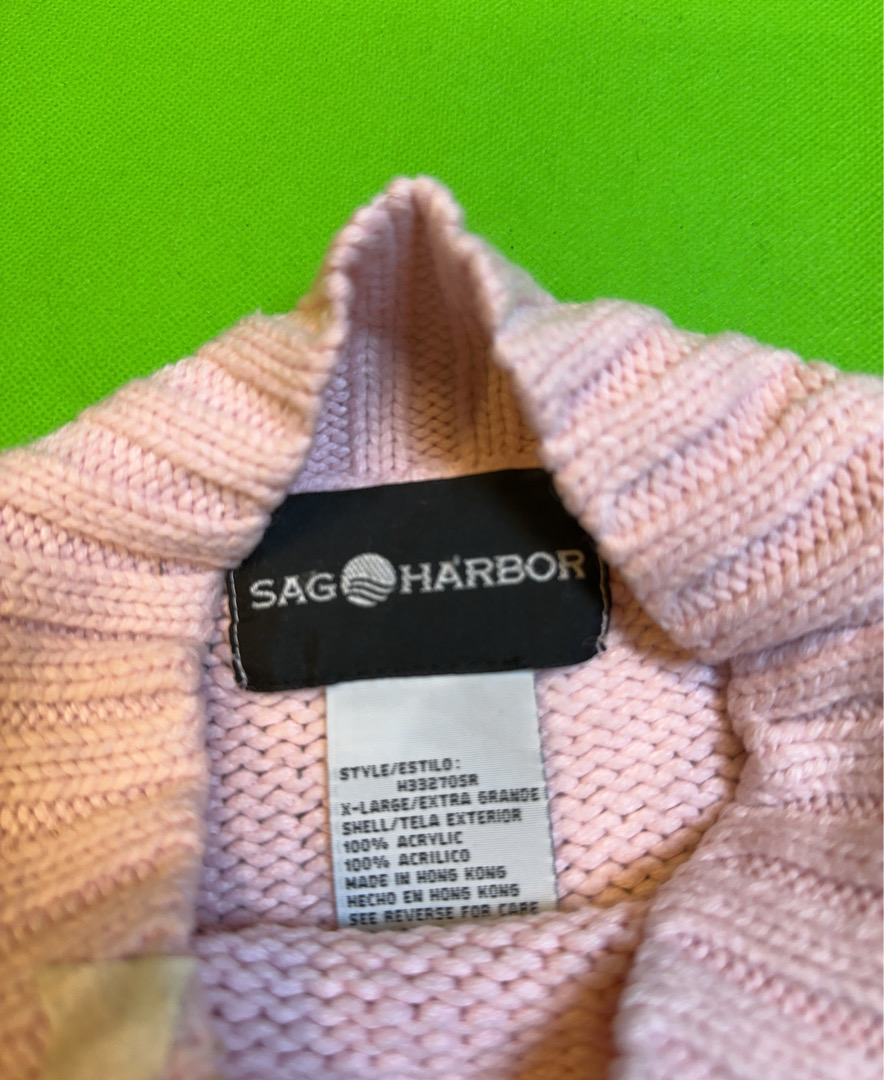 SAG HARBOR
STYLE/ESTILO:
H33270SR
X-LARGE/EXTRA GRANDE
SHELL/TELA EXTERIOR
100% ACRYLIC
100% ACRILICO
MADE IN HONG KONG
HECHO EN HONG KONG
SEE REVERSE FOR CARE